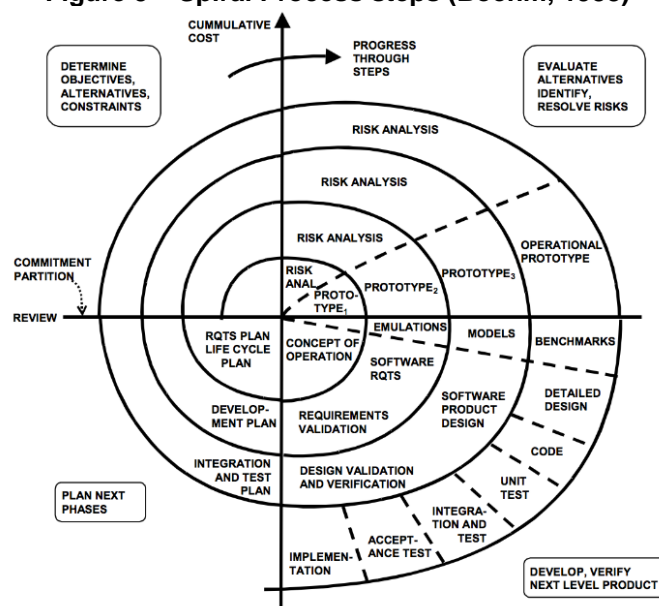 Figure Spiral Process steps (Boehm,
CUMMULATIVE
COST
PROGRESS
THROUGH
STEPS
DETERMINE
OBJECTIVES,
ALTERNATIVES,
CONSTRAINTS
EVALUATE
ALTERNATIVES
IDENTIFY,
RESOLVE RISKS
RISK ANALYSIS
RISK ANALYSIS
RISK ANALYSIS
RISK
ANAL
PROTO-
TYPE1
PROTOTYPE2
PROTOTYPE3
OPERATIONAL
PROTOTYPE
COMMITMENT
PARTITION
REVIEW
EMULATIONS
MODELS
BENCHMARKS
RQTS PLAN
LIFE CYCLE
PLAN
CONCEPT OF
OPERATION
SOFTWARE
RQTS
SOFTWARE
PRODUCT
DESIGN
DETAILED
DESIGN
DEVELOP-
MENT PLAN
REQUIREMENTS
VALIDATION
CODE
UNIT
TEST
INTEGRATION
AND TEST
PLAN
DESIGN VALIDATION
AND VERIFICATION
INTEGRA-
TION AND
TEST
ACCEPT-
ANCE TEST
IMPLEMEN-
TATION
PLAN NEXT
PHASES
DEVELOP, VERIFY
NEXT LEVEL PRODUCT